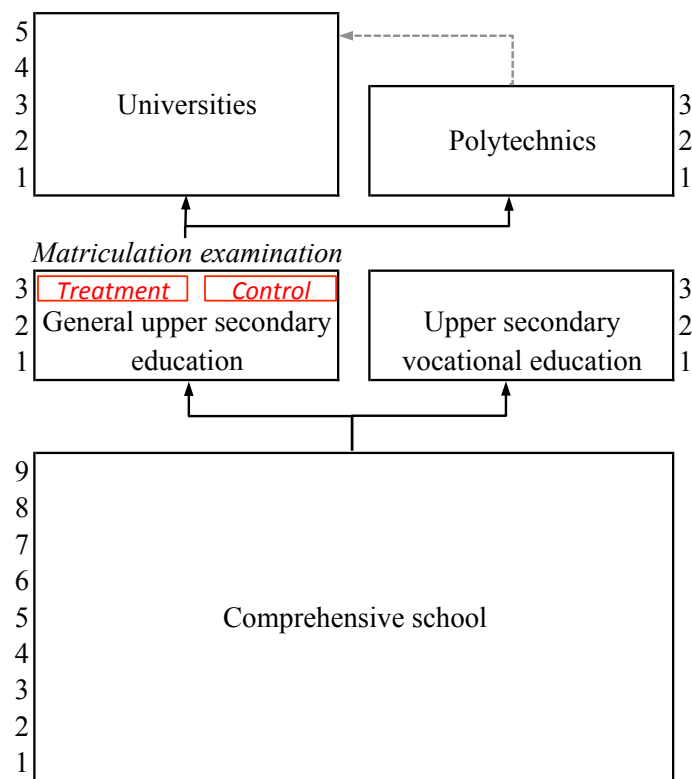 5
4
3
2
1
Universities
Polytechnics
3
2
1
Matriculation examination
3
2
1
Treatment Control
General upper secondary
education
Upper secondary
vocational education
3
2
1
9
8
7
6
5
4
3
2
1
Comprehensive school